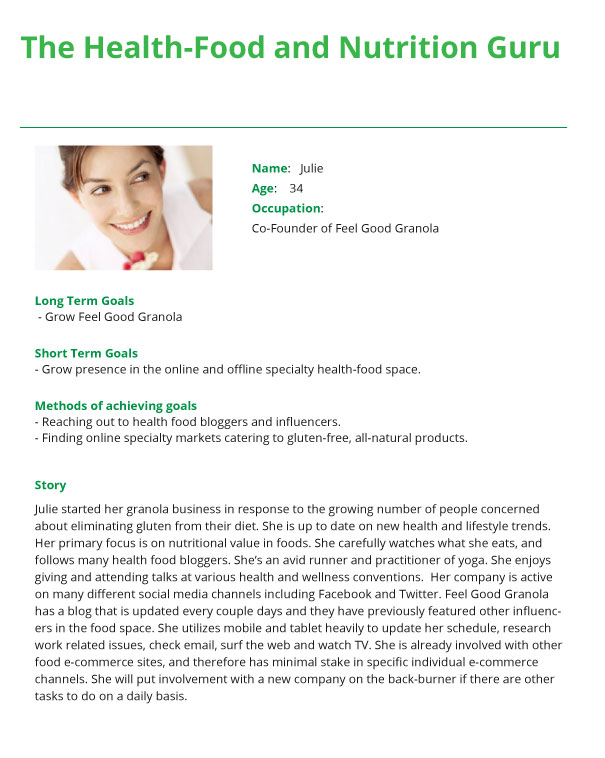 The Health-Food and Nutrition Guru
Name: Julie
Age: 34
Occupation:
Co-Founder of Feel Good Granola
Long Term Goals
- Grow Feel Good Granola
Short Term Goals
- Grow presence in the online and offline specialty health-food space.
Methods of achieving goals
- Reaching out to health food bloggers and influencers.
- Finding online specialty markets catering to gluten-free, all-natural products.
Story
Julie started her granola business in response to the growing number of people concerned
about eliminating gluten from their diet. She is up to date on new health and lifestyle trends.
Her primary focus is on nutritional value in foods. She carefully watches what she eats, and
follows many health food bloggers. She’s an avid runner and practitioner of yoga. She enjoys
giving and attending talks at various health and wellness conventions.  Her company is active
on many different social media channels including Facebook and Twitter. Feel Good Granola
has a blog that is updated every couple days and they have previously featured other influenc-
ers in the food space. She utilizes mobile and tablet heavily to update her schedule, research
work related issues, check email, surf the web and watch TV. She is already involved with other
food e-commerce sites, and therefore has minimal stake in specific individual e-commerce
channels. She will put involvement with a new company on the back-burner if there are other
tasks to do on a daily basis.